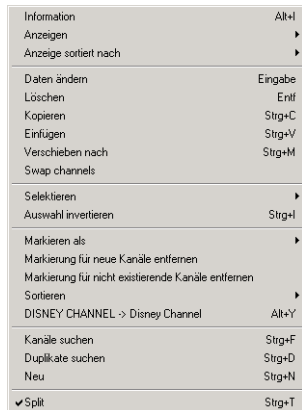 Information Alt+I
Anzeigen
Anzeige sortiert nach
Daten ändern Eingabe
Löschen Entf
Kopieren Strg+C
Einfügen Strg+V
Verschieben nach Strg+M
Swap channels
Selektieren
Auswahl invertieren Strg+I
Markieren als
Markierung für neue Kanäle entfernen
Markierung für nicht existierende Kanäle entfernen
Sortieren
DISNEY CHANNEL -> Disney Channel Alt+Y
Kanäle suchen Strg+F
Duplikate suchen Strg+D
Neu Strg+N
Split Strg+T